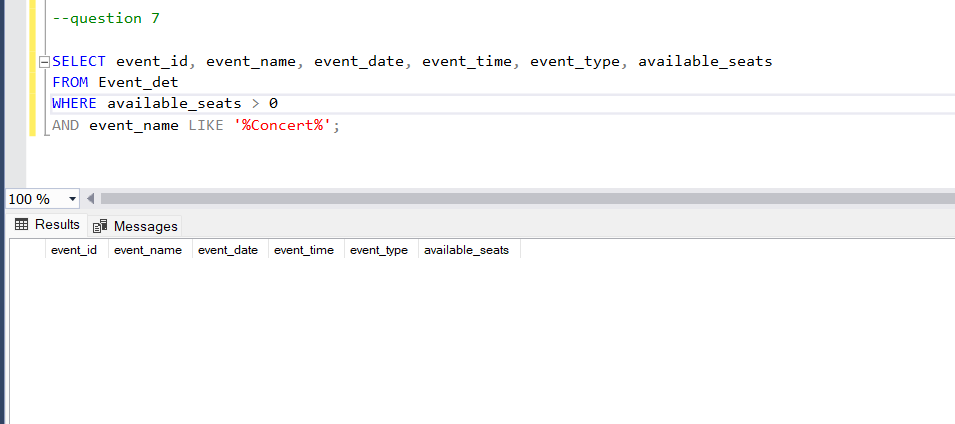 --question 7
SELECT event_id, event_name, event_date, event_time, event_type, available_seats
FROM Event_det
WHERE available_seats > 0
AND event_name LIKE '%Concert%';
100 %
Results Messages
event_id event_name event_date event_time event_type available_seats